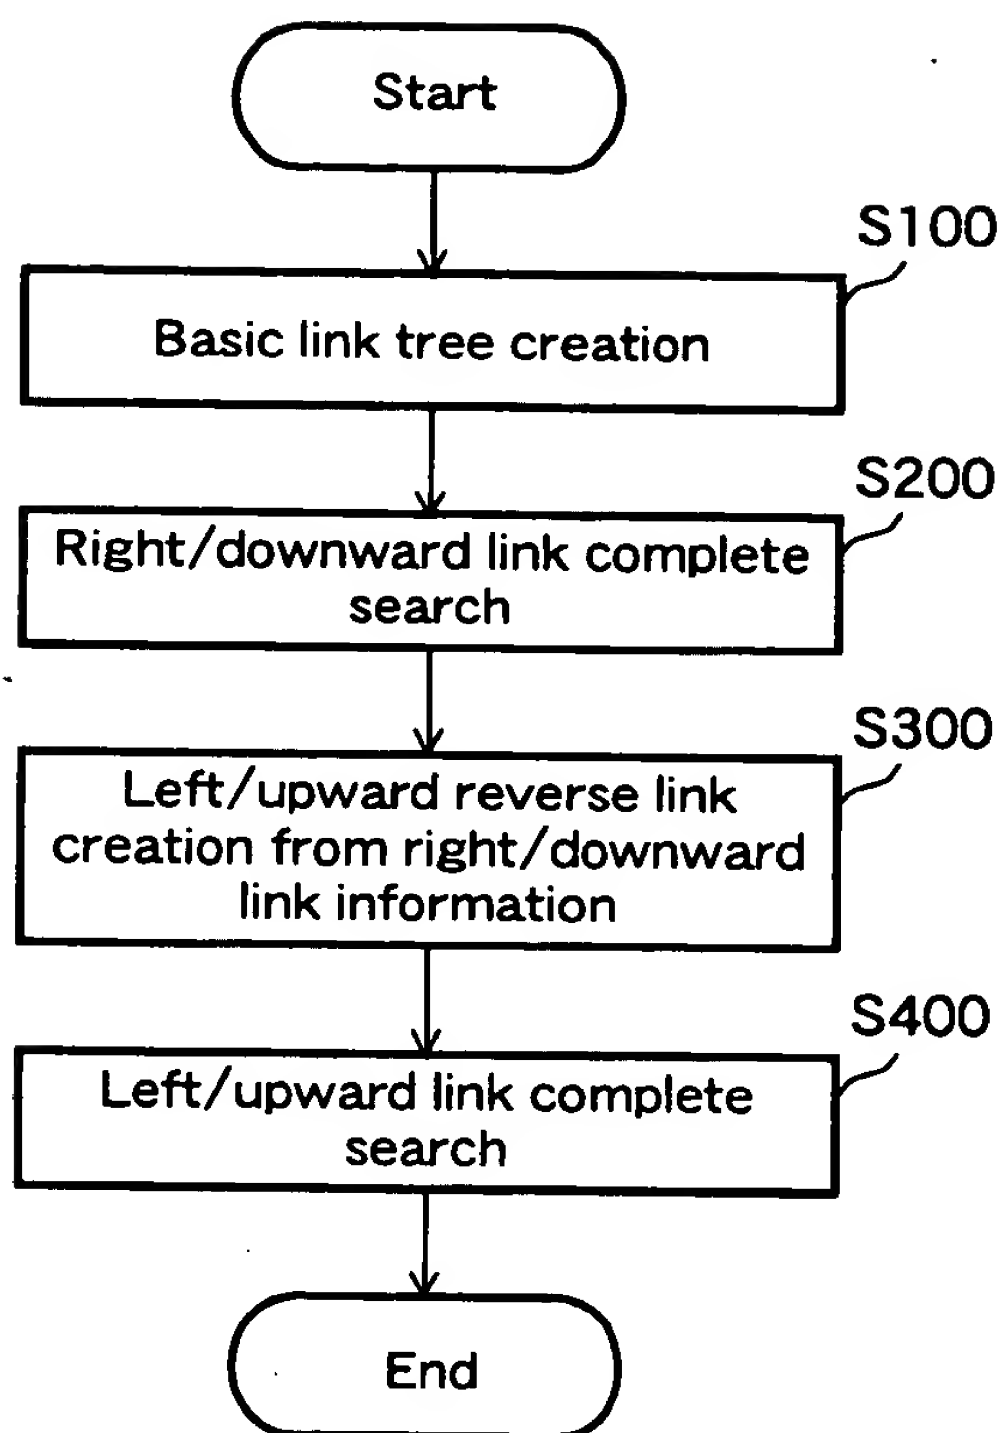 Start
S100
Basic link tree creation
S200
Right/downward link complete
search
S300
Left/upward reverse link
creation from right/downward
link information
S400
Left/upward link complete
search
End